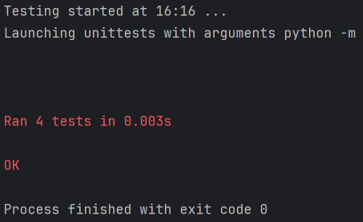 Testing started at 16:16 ...
Launching unittests with arguments python -m
Ran 4 tests in 0.003s
OK
Process finished with exit code 0